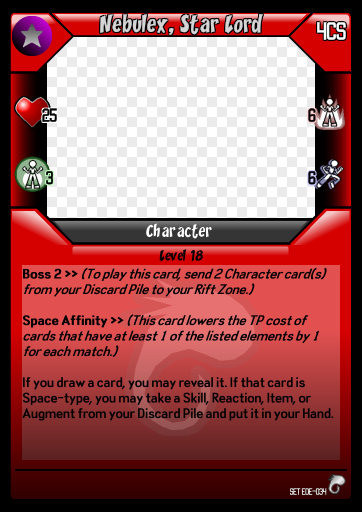 Nebulex, Star Lord
4CS
25
6
3
6
Character
Level 18
Boss 2 >> (To play this card, send 2 Character card(s)
from your Discard Pile to your Rift Zone.)
Space Affinity >> (This card lowers the TP cost of
cards that have at least 1 of the listed elements by 1
for each match.)
If you draw a card, you may reveal it. If that card is
Space-type, you may take a Skill, Reaction, Item, or
Augment from your Discard Pile and put it in your Hand.
SET EDE-034